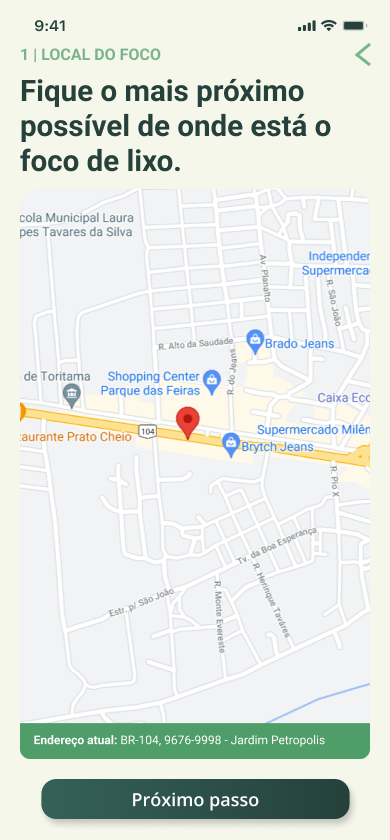 9:41
1 | LOCAL DO FOCO
Fique o mais próximo
possível de onde está o
foco de lixo.
cola Municipal Laura
pes Tavares da Silva
Independen
Supermerca
Av. Planalto
R. São João
R. Alto da Saudade
Brado Jeans
R. do Jeans
de Toritama
Shopping Center
Parque das Feiras
Caixa Eco
taurante Prato Cheio
104
Supermercado Milên
Brytch Jeans
R. Pio X
Tv. da Boa Esperança
R. Herinque Tavares
Estr. p/ São João
R. Monte Evereste
Endereço atual: BR-104, 9676-9998 - Jardim Petropolis
Próximo passo